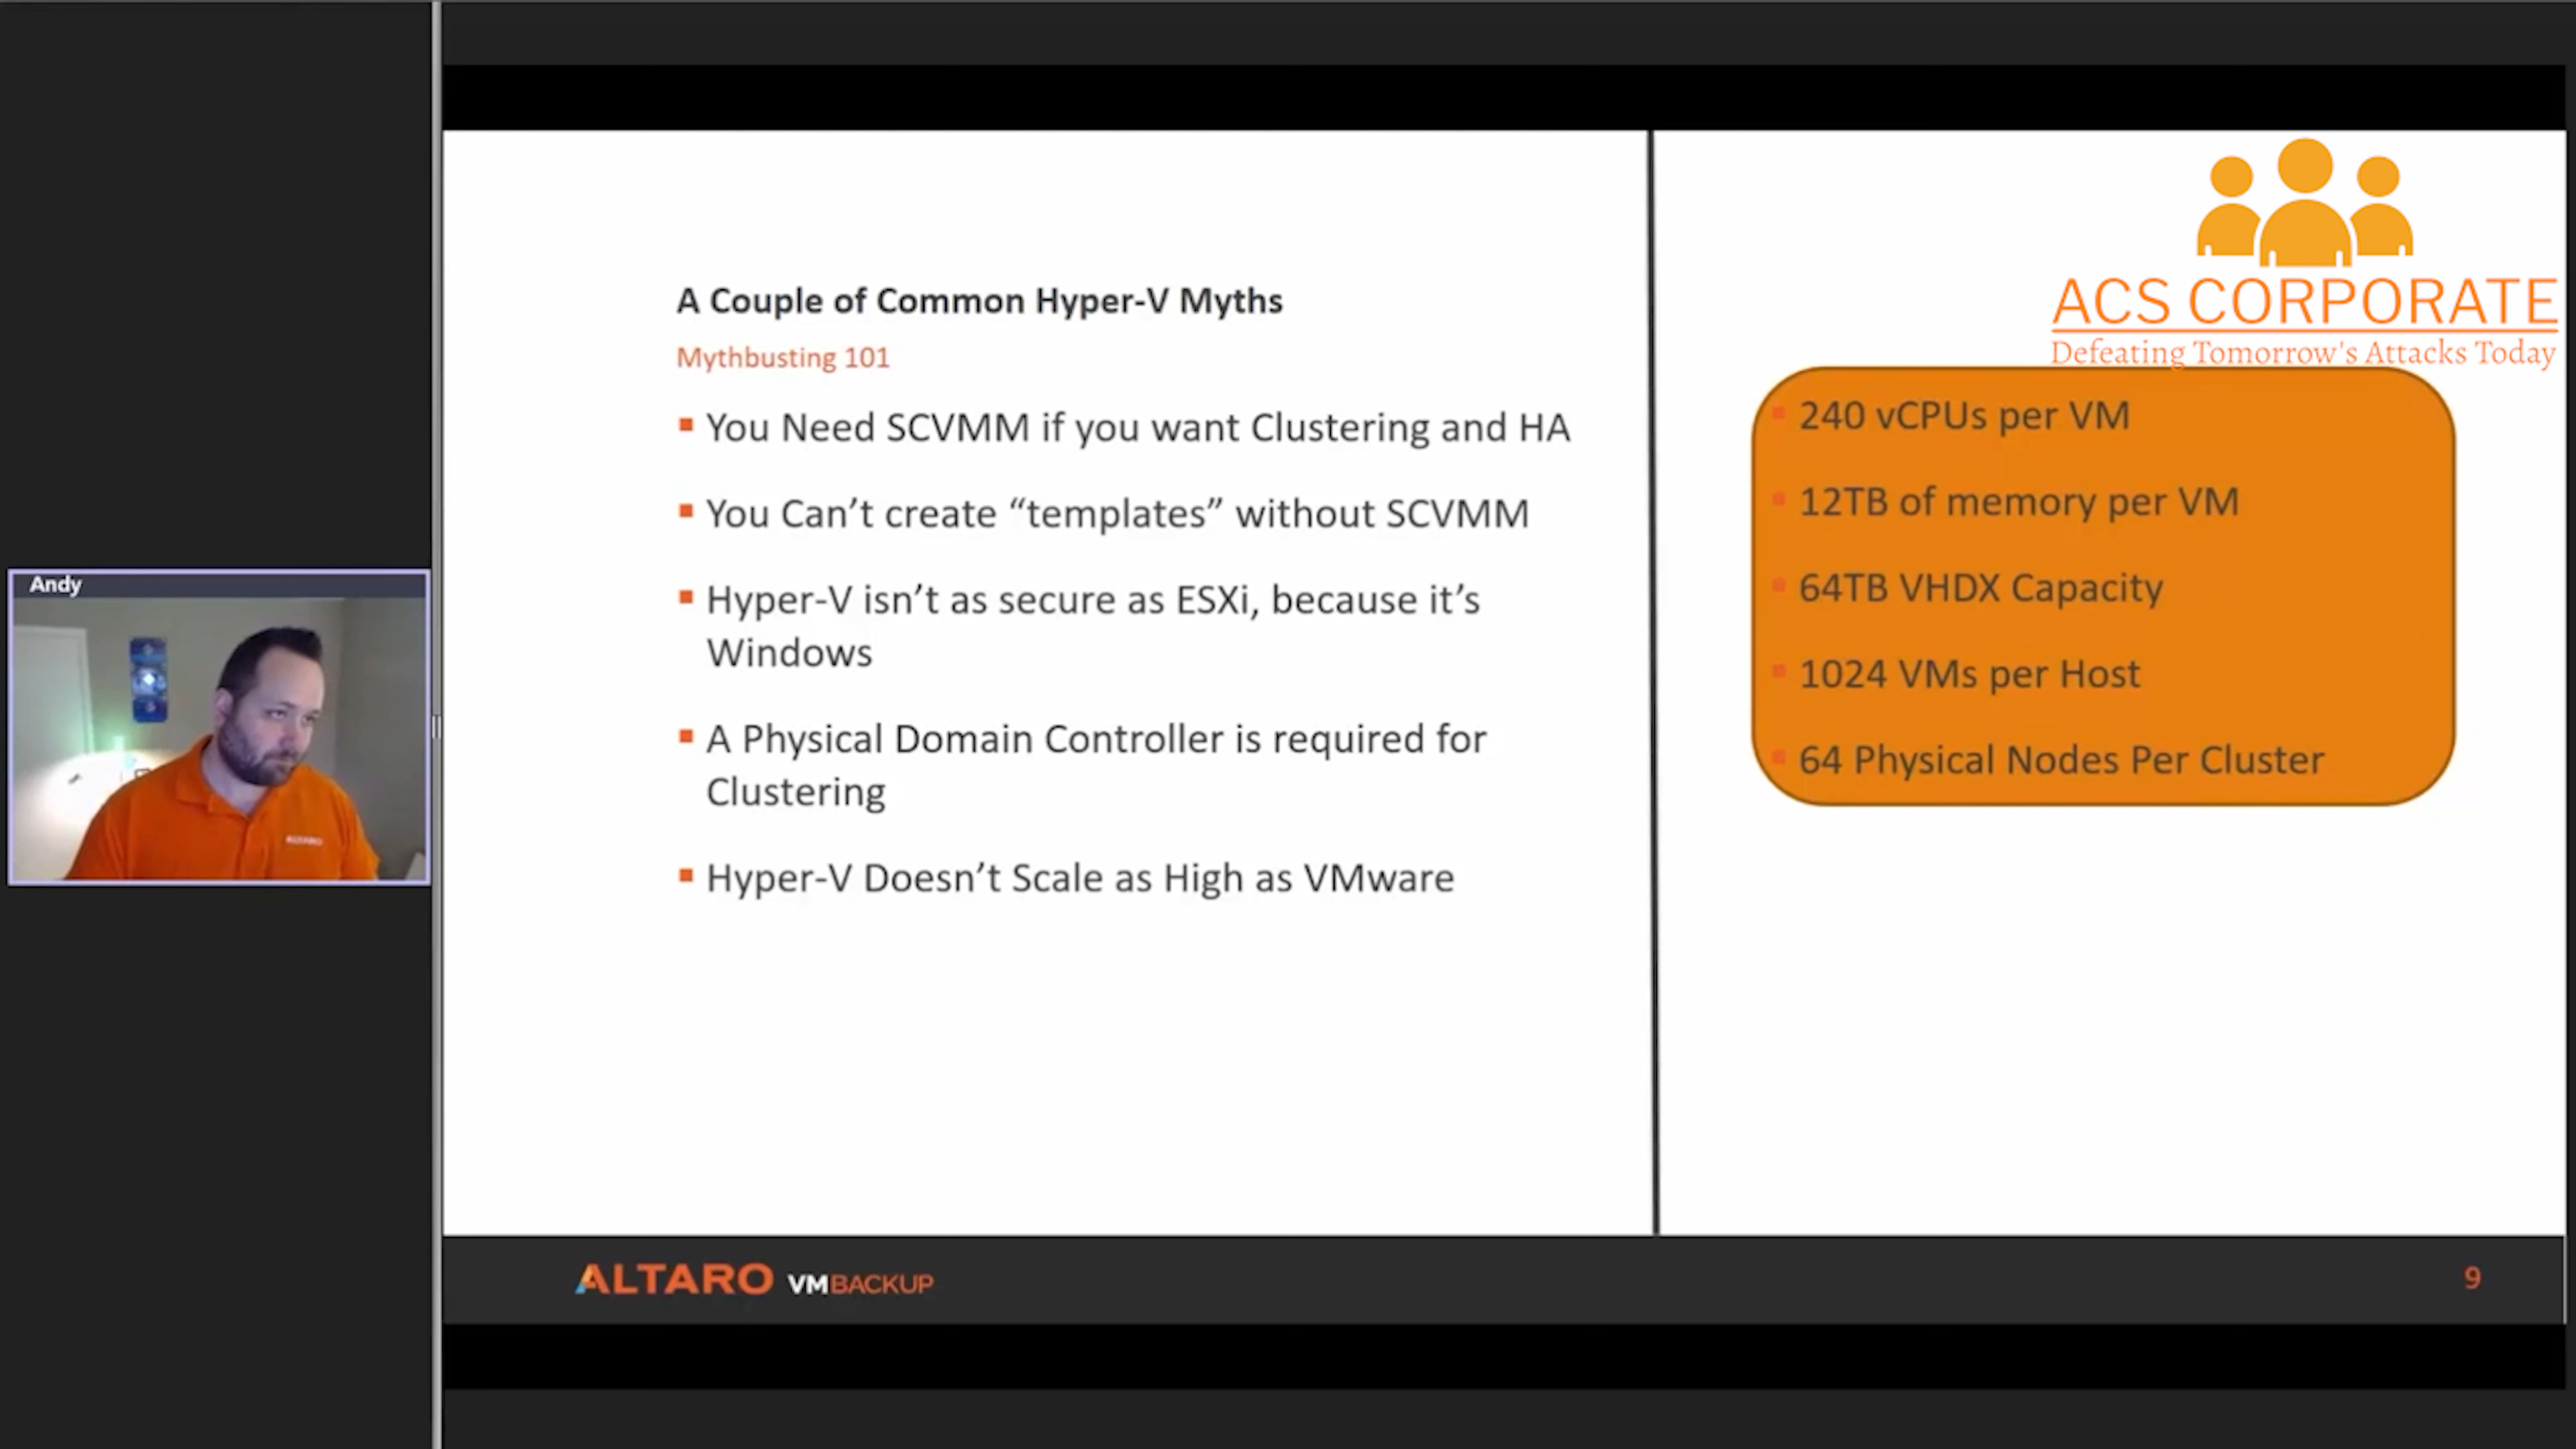 Andy
A Couple of Common Hyper-V Myths
Mythbusting 101
You Need SCVMM if you want Clustering and HA
You Can’t create “templates” without SCVMM
Hyper-V isn’t as secure as ESXi, because it’s
Windows
A Physical Domain Controller is required for
Clustering
Hyper-V Doesn’t Scale as High as VMware
ACS CORPORATE
Defeating Tomorrow's Attacks Today
240 vCPUs per VM
12TB of memory per VM
64TB VHDX Capacity
1024 VMs per Host
64 Physical Nodes Per Cluster
ALTARO VMBACKUP
9
ALTARO